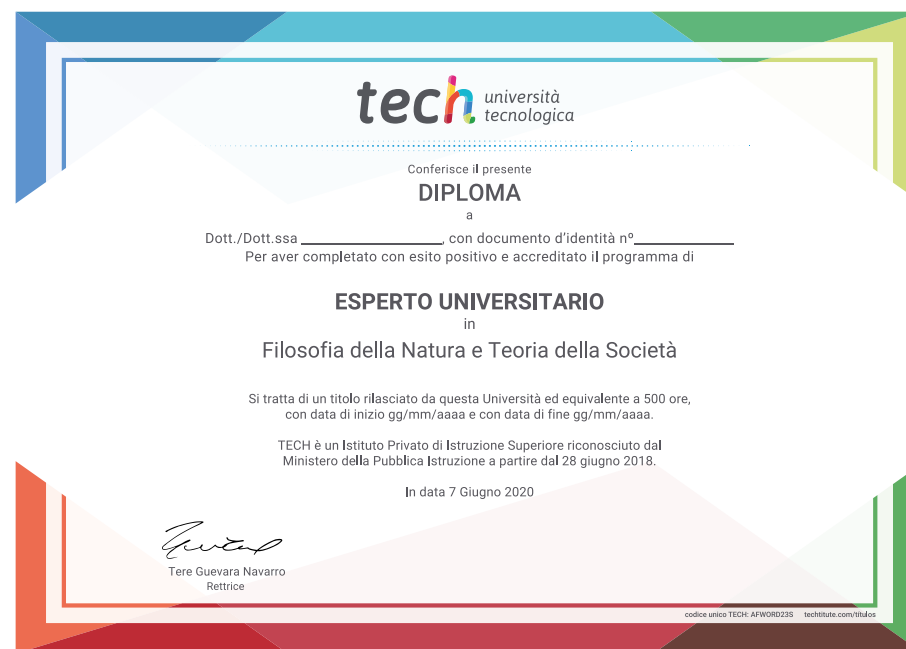 tech università
tecnologica
Conferisce il presente
DIPLOMA
a
Dott./Dott.ssa ___________________, con documento d'identità nº_____________
Per aver completato con esito positivo e accreditato il programma di
ESPERTO UNIVERSITARIO
in
Filosofia della Natura e Teoria della Società
Si tratta di un titolo rilasciato da questa Università ed equivalente a 500 ore,
con data di inizio gg/mm/aaaa e con data di fine gg/mm/aaaa.
TECH è un Istituto Privato di Istruzione Superiore riconosciuto dal
Ministero della Pubblica Istruzione a partire dal 28 giugno 2018.
In data 7 Giugno 2020
Tere Guevara Navarro
Rettrice
codice unico TECH: AFWORD23S techtitute.com/titulos